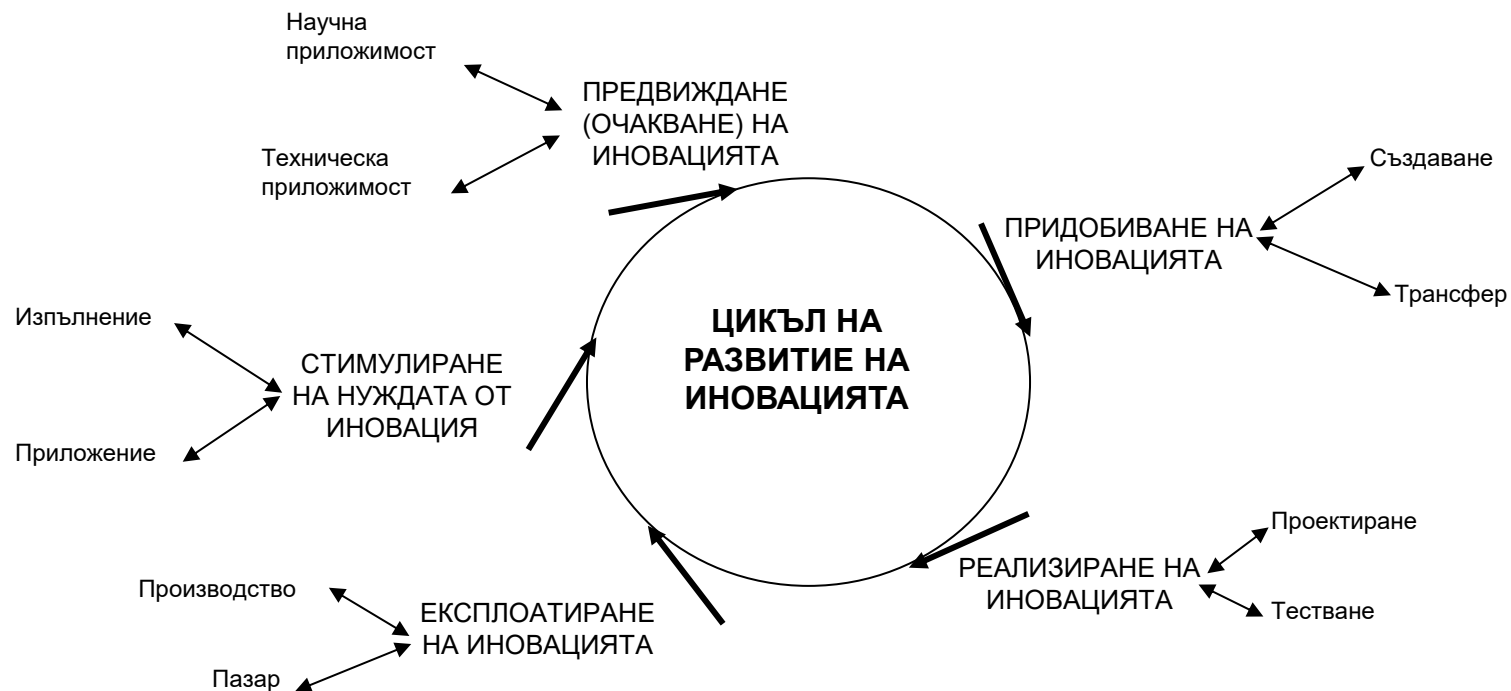 Научна
приложимост
ПРЕДВИЖДАНЕ
(ОЧАКВАНЕ) НА
ИНОВАЦИЯТА
Техническа
приложимост
Създаване
ПРИДОБИВАНЕ НА
ИНОВАЦИЯТА
Трансфер
ЦИКЪЛ НА
РАЗВИТИЕ НА
ИНОВАЦИЯТА
Изпълнение
СТИМУЛИРАНЕ
НА НУЖДАТА ОТ
ИНОВАЦИЯ
Приложение
Проектиране
РЕАЛИЗИРАНЕ НА
ИНОВАЦИЯТА
Тестване
Производство
ЕКСПЛОАТИРАНЕ
НА ИНОВАЦИЯТА
Пазар